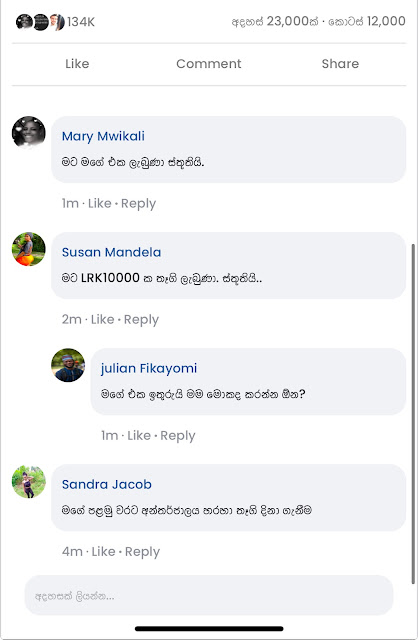 134K අදහස් 23,000ක් · කොටස් 12,000
Like Comment Share
Mary Mwikali
මට මගේ එක ලැබුණා ස්තූතියි.
1m · Like · Reply
Susan Mandela
මට LRK10000 ක තෑගි ලැබුණා. ස්තූතියි..
2m · Like · Reply
julian Fikayomi
මගේ එක ඉතුරුයි මම මොකද කරන්න ඕන?
1m · Like · Reply
Sandra Jacob
මගේ පළමු වරට අන්තර්ජාලය හරහා තෑගි දිනා ගැනීම
4m · Like · Reply
අදහසක් ලියන්න...